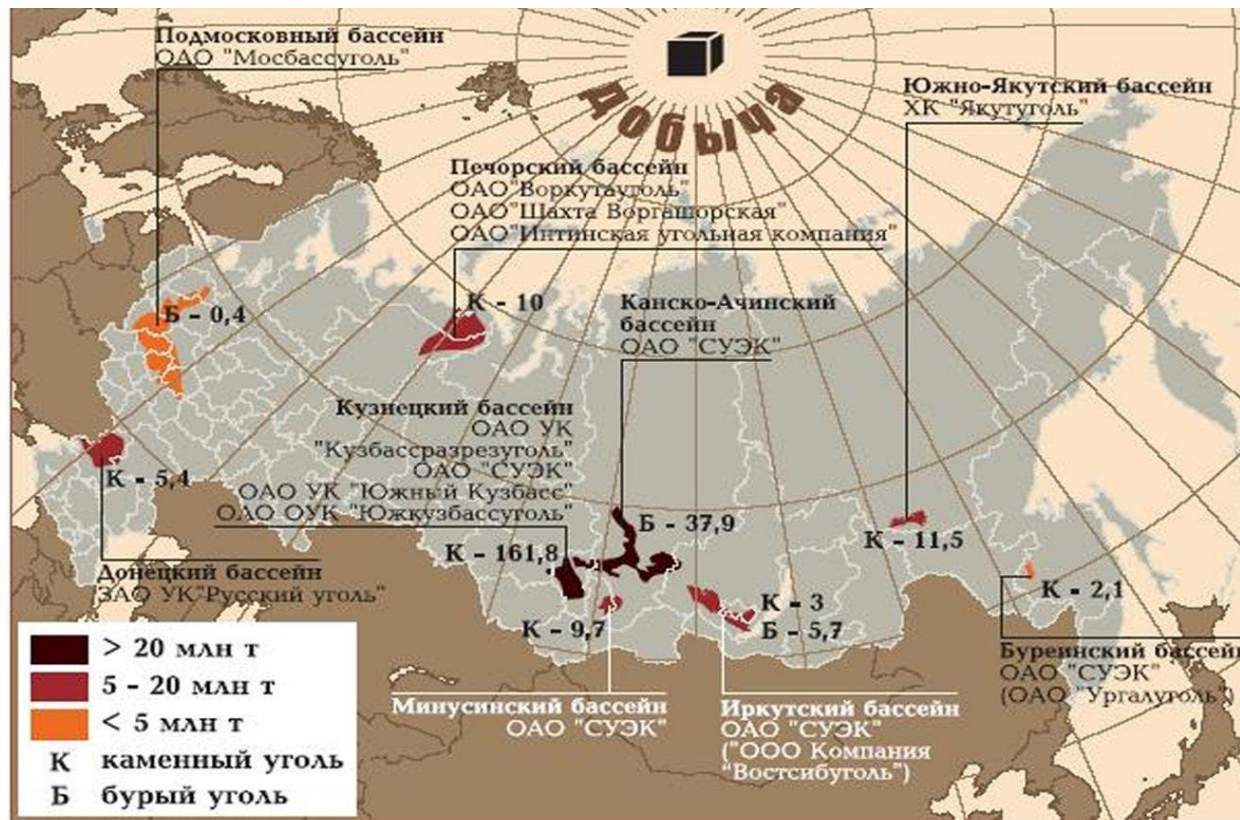 Подмосковный бассейн
ОАО "Мосбассуголь"
добыча
Южно-Якутский бассейн
ХК "Якутуголь"
Печорский бассейн
ОАО"Воркутауголь"
ОАО"Шахта Воргашорская"
ОАО"Интинская угольная компания"
К – 10
Б – 0,4
Канско-Ачинский
бассейн
ОАО "СУЭК"
Кузнецкий бассейн
ОАО УК
"Кузбассразрезуголь"
ОАО "СУЭК"
ОАО УК "Южный Кузбасс"
ОАО ОУК "Южкузбассуголь"
К – 5,4
Б – 37,9
К – 161,8
К – 11,5
Донецкий бассейн
ЗАО УК"Русский уголь"
К – 9,7
К – 3
Б – 5,7
К – 2,1
Буреинский бассейн
ОАО "СУЭК"
(ОАО "Ургалуголь")
Минусинский бассейн
ОАО "СУЭК"
Иркутский бассейн
ОАО "СУЭК"
("ООО Компания
"Востсибуголь")
> 20 млн т
5 – 20 млн т
< 5 млн т
К каменный уголь
Б бурый уголь